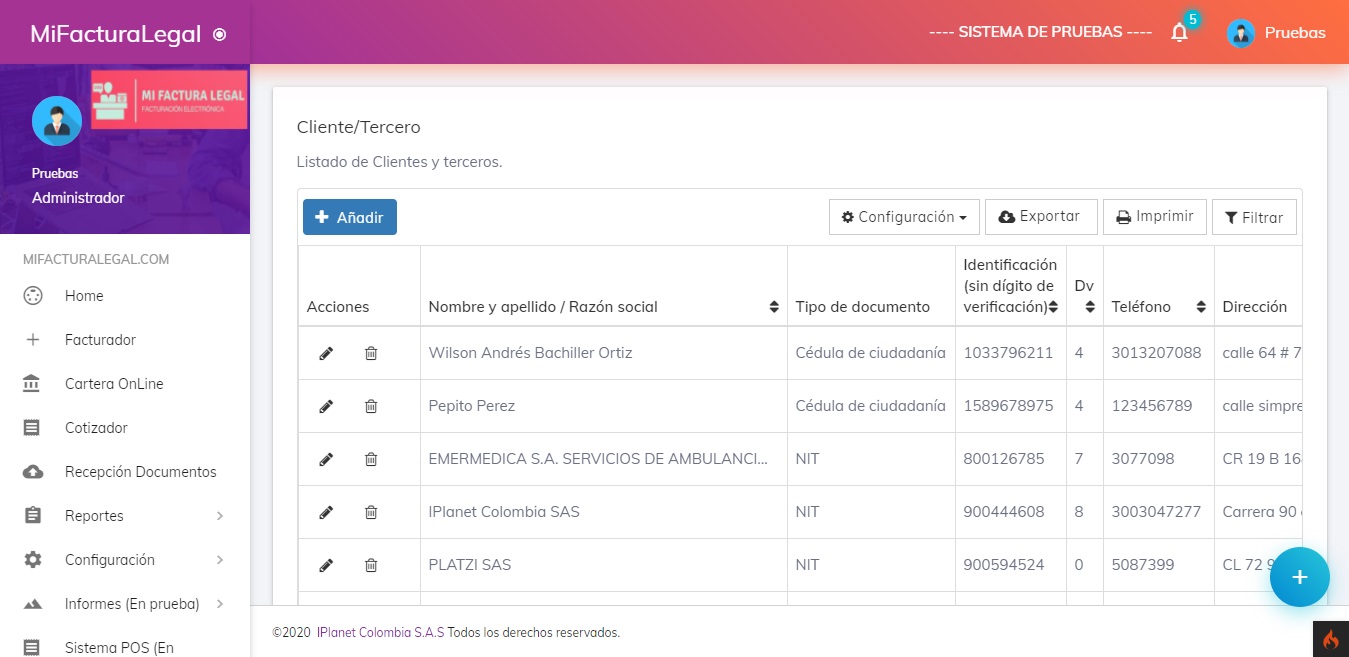 MiFacturaLegal
---- SISTEMA DE PRUEBAS ----
5
Pruebas
MI FACTURA LEGAL
FACTURACIÓN ELECTRÓNICA
Pruebas
Administrador
MIFACTURALEGAL.COM
Home
Facturador
Cartera OnLine
Cotizador
Recepción Documentos
Reportes
Configuración
Informes (En prueba)
Sistema POS (En
Cliente/Tercero
Listado de Clientes y terceros.
Añadir
Configuración
Exportar
Imprimir
Filtrar
Acciones
Nombre y apellido / Razón social
Tipo de documento
Identificación
(sin dígito de
verificación)
Dv
Teléfono
Dirección
Wilson Andrés Bachiller Ortiz Cédula de ciudadanía 1033796211 4 3013207088 calle 64 # 7
Pepito Perez Cédula de ciudadanía 1589678975 4 123456789 calle simpre
EMERMEDICA S.A. SERVICIOS DE AMBULANCI... NIT 800126785 7 3077098 CR 19 B 168
IPlanet Colombia SAS NIT 900444608 8 3003047277 Carrera 90
PLATZI SAS NIT 900594524 0 5087399 CL 72 9
+
©2020 IPlanet Colombia S.A.S Todos los derechos reservados.